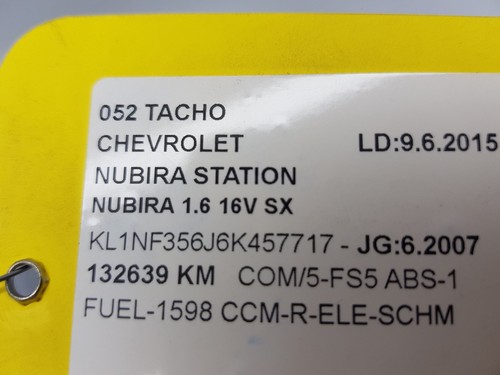 052 TACHO
CHEVROLET LD:9.6.2015
NUBIRA STATION
NUBIRA 1.6 16V SX
KL1NF356J6K457717 - JG:6.2007
132639 KM COM/5-FS5 ABS-1
FUEL-1598 CCM-R-ELE-SCHM